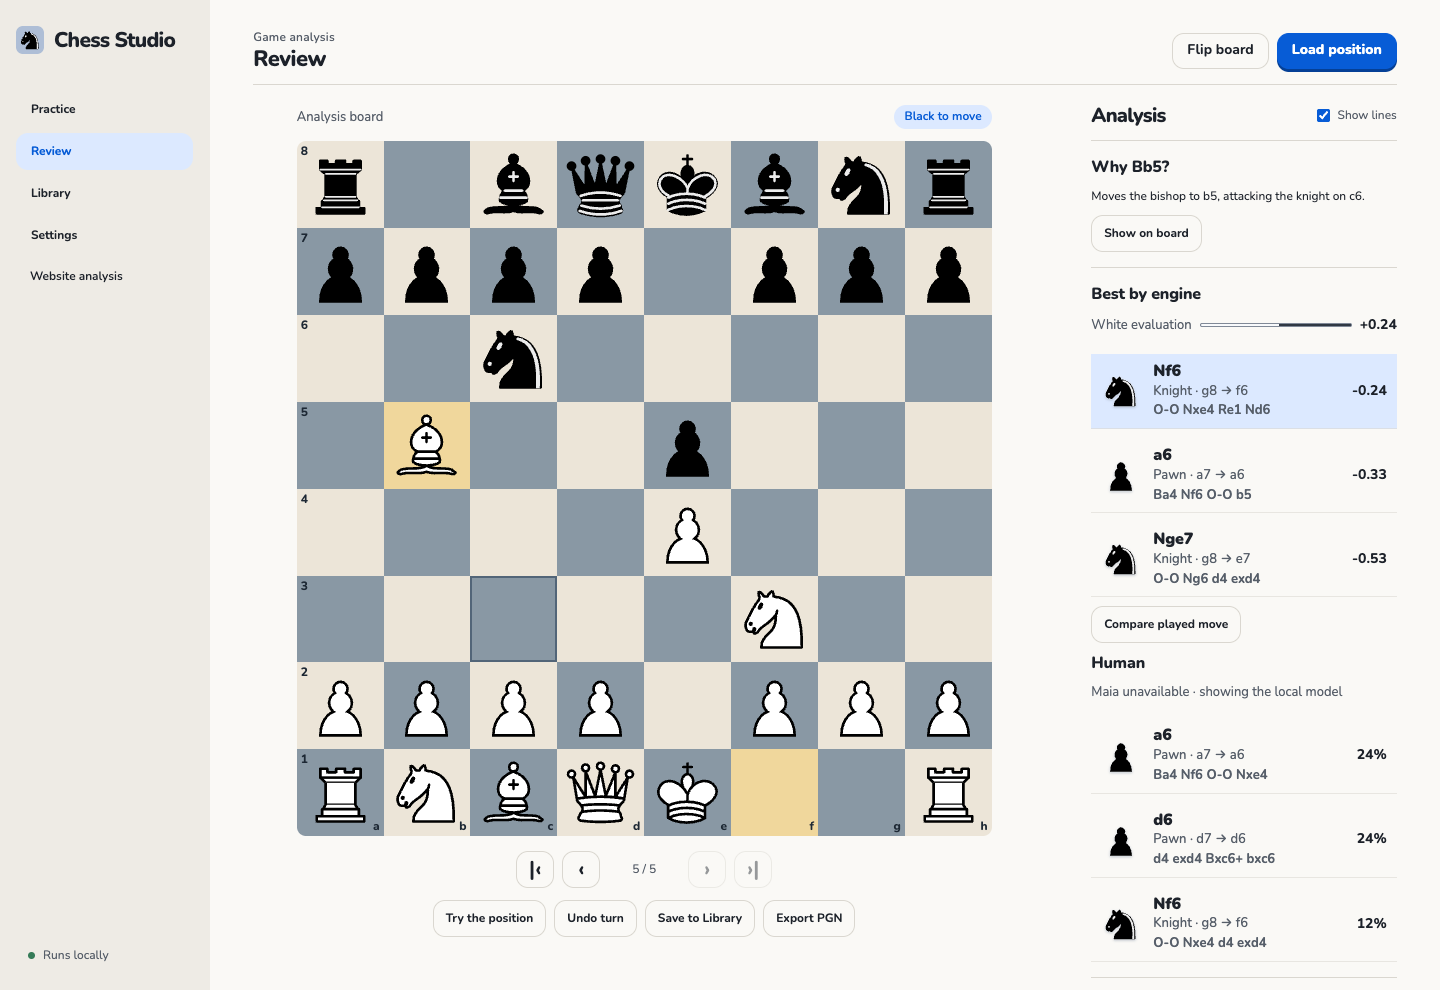 Chess Studio
Practice
Review
Library
Settings
Website analysis
Runs locally
Game analysis
Review
Flip board
Load position
Analysis board
Black to move
8
7
6
5
4
3
2
1
a b c d e f g h
5 / 5
Try the position
Undo turn
Save to Library
Export PGN
Analysis
Show lines
Why Bb5?
Moves the bishop to b5, attacking the knight on c6.
Show on board
Best by engine
White evaluation +0.24
Nf6
Knight · g8 → f6 -0.24
O-O Nxe4 Re1 Nd6
a6
Pawn · a7 → a6 -0.33
Ba4 Nf6 O-O b5
Nge7
Knight · g8 → e7 -0.53
O-O Ng6 d4 exd4
Compare played move
Human
Maia unavailable · showing the local model
a6
Pawn · a7 → a6 24%
Ba4 Nf6 O-O Nxe4
d6
Pawn · d7 → d6 24%
d4 exd4 Bxc6+ bxc6
Nf6
Knight · g8 → f6 12%
O-O Nxe4 d4 exd4